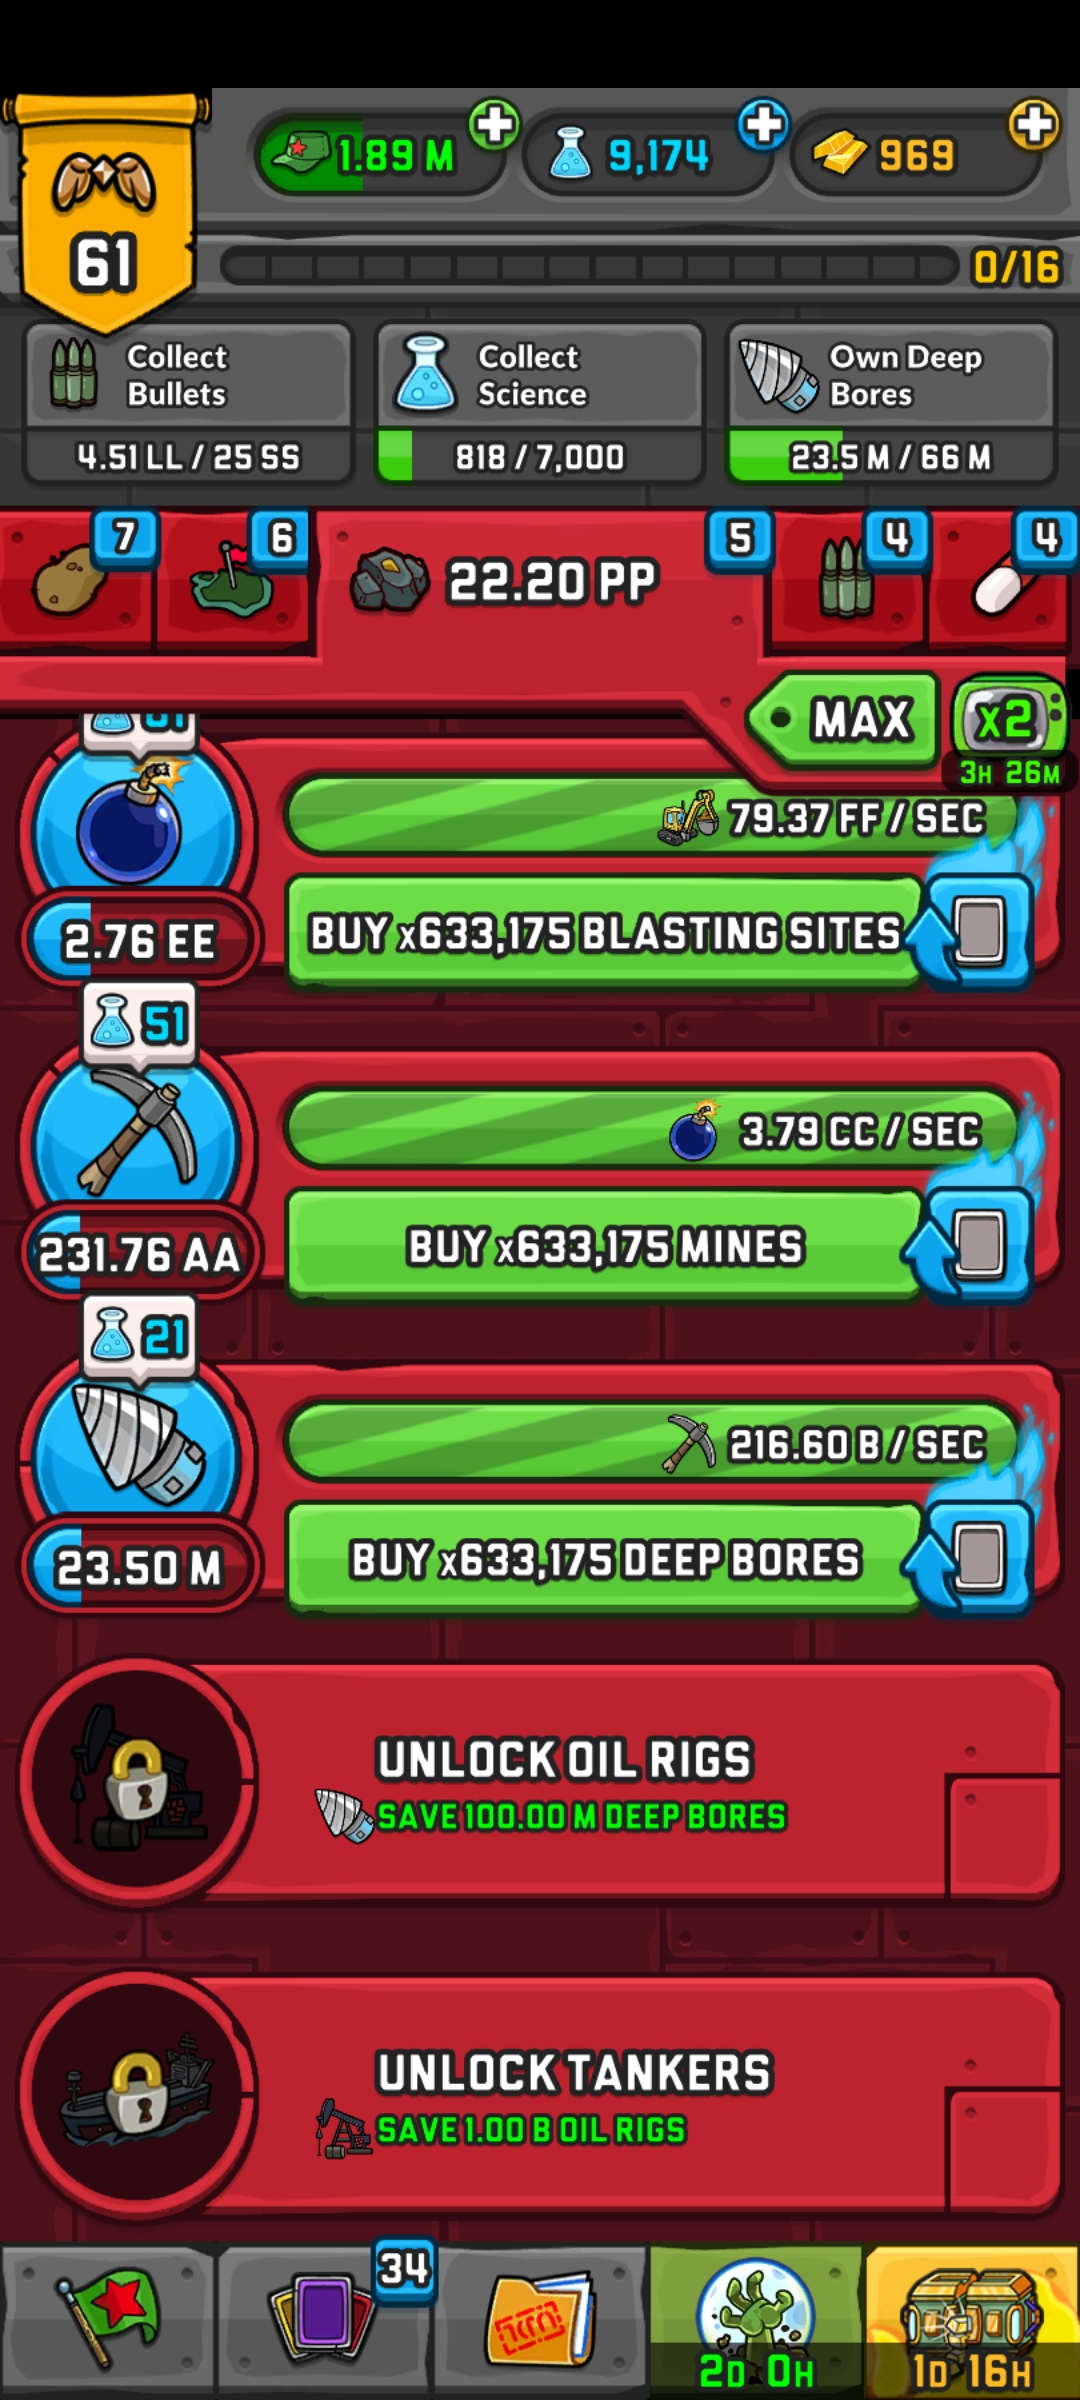 1.89 M
9,174
969
61
0/16
Collect
Bullets
Collect
Science
Own Deep
Bores
4.51 LL / 25 SS
818 / 7,000
23.5 M / 66 M
7
6
22.20 PP
5
4
4
MAX
x2
3H 26M
79.37 FF / SEC
BUY x633,175 BLASTING SITES
2.76 EE
51
3.79 CC / SEC
BUY x633,175 MINES
231.76 AA
21
216.60 B / SEC
BUY x633,175 DEEP BORES
23.50 M
UNLOCK OIL RIGS
SAVE 100.00 M DEEP BORES
UNLOCK TANKERS
SAVE 1.00 B OIL RIGS
34
2D 0H
1D 16H